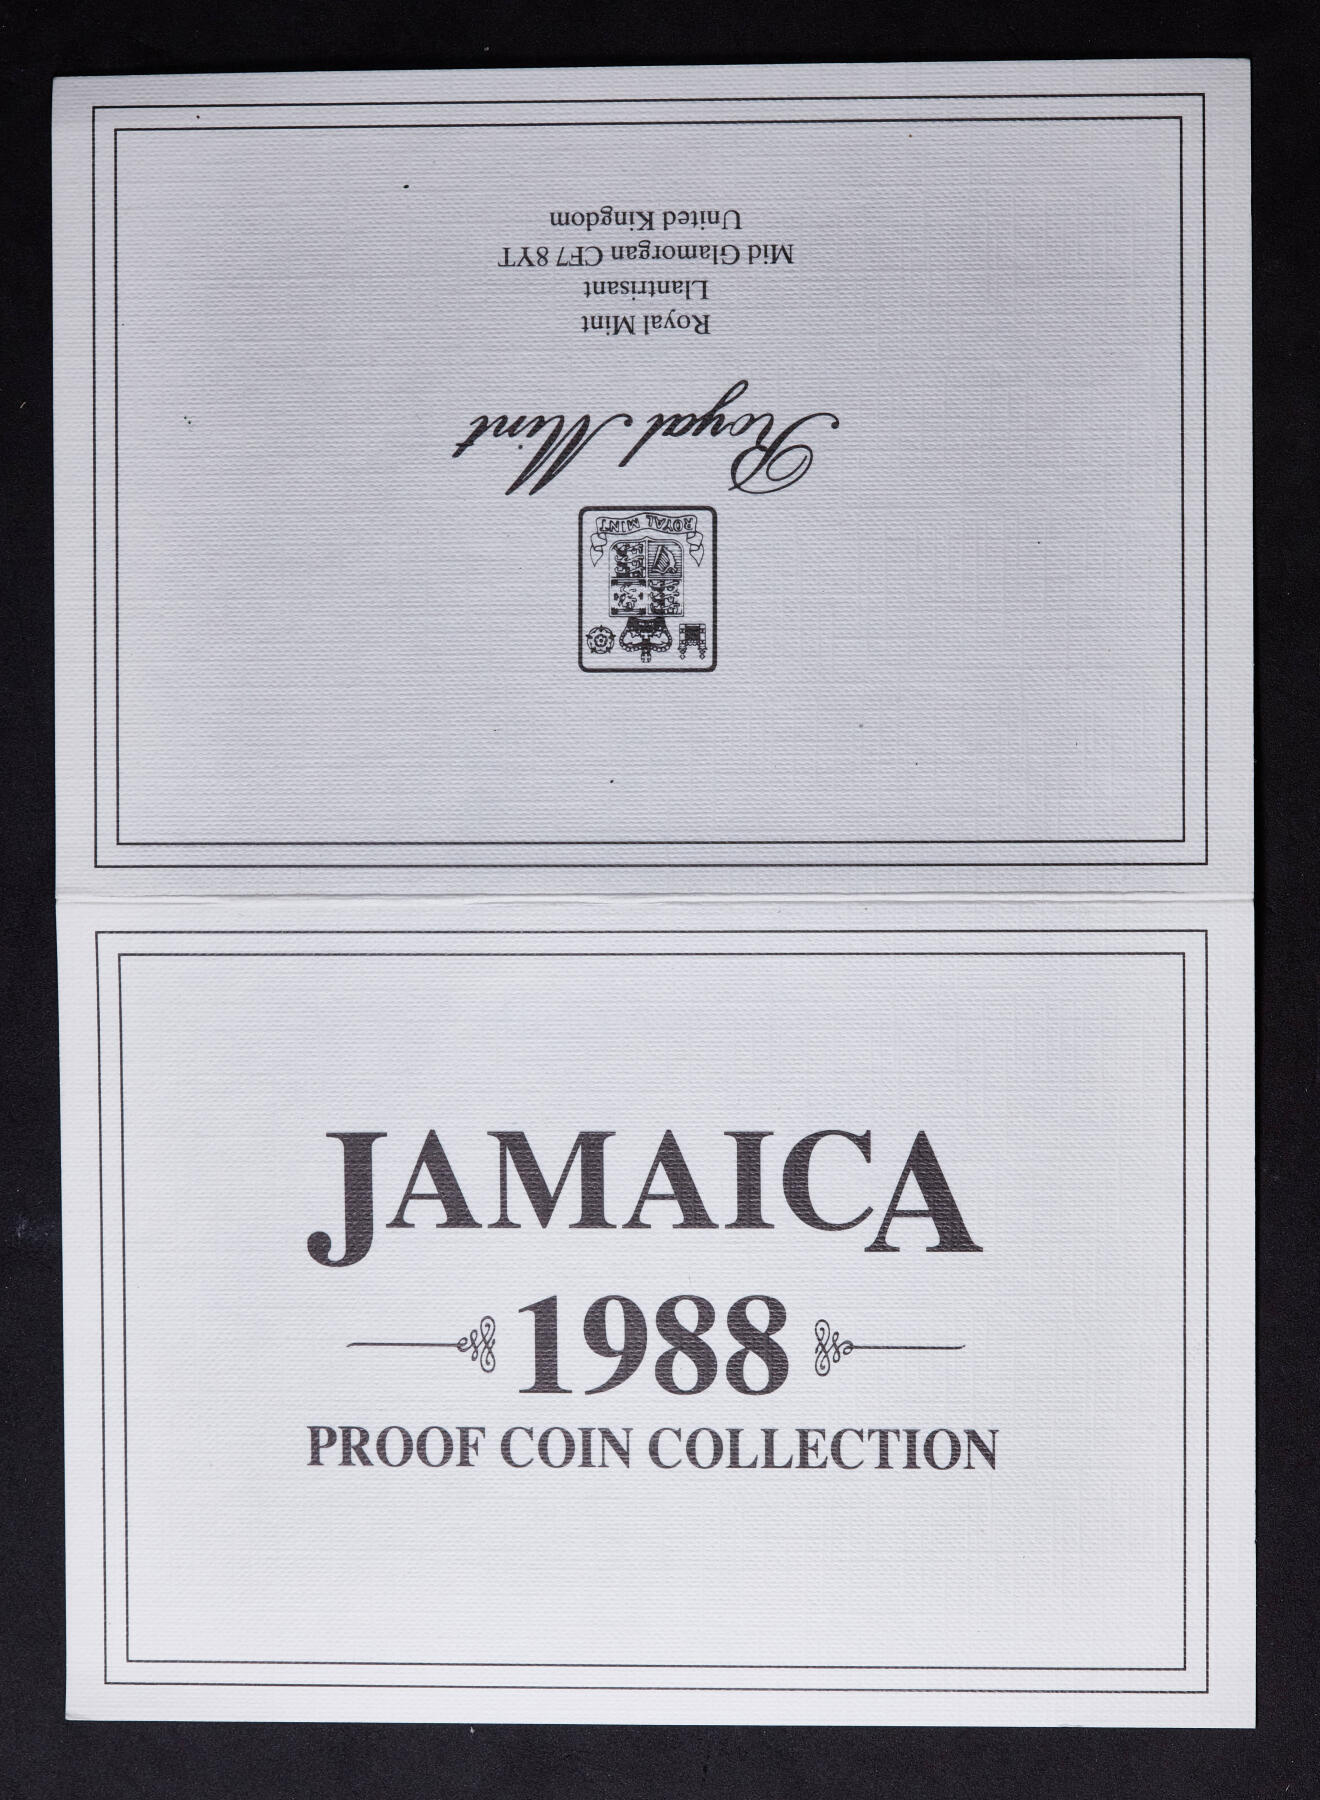 JAMAICA
1988
PROOF COIN COLLECTION
ROYAL MINT
Royal Mint
Royal Mint
Llantrisant
Mid Glamorgan CF7 8YT
United Kingdom